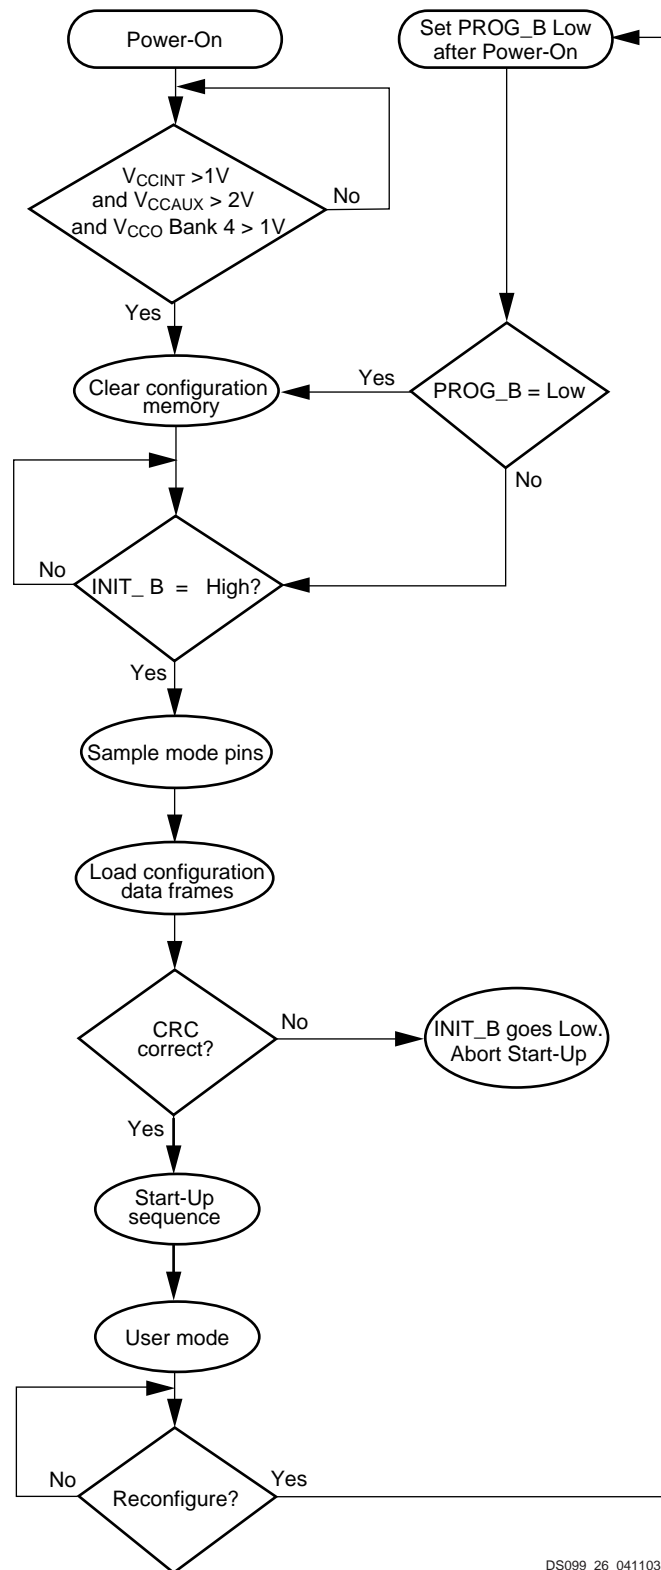 Power-On
Set PROG_B Low
after Power-On
VCCINT >1V
and VCCAUX > 2V
and VCCO Bank 4 > 1V
No
Yes
Clear configuration
memory
Yes
PROG_B = Low
No
No
INIT_ B = High?
Yes
Sample mode pins
Load configuration
data frames
CRC
correct?
No
INIT_B goes Low.
Abort Start-Up
Yes
Start-Up
sequence
User mode
No
Reconfigure?
Yes
DS099_26_041103